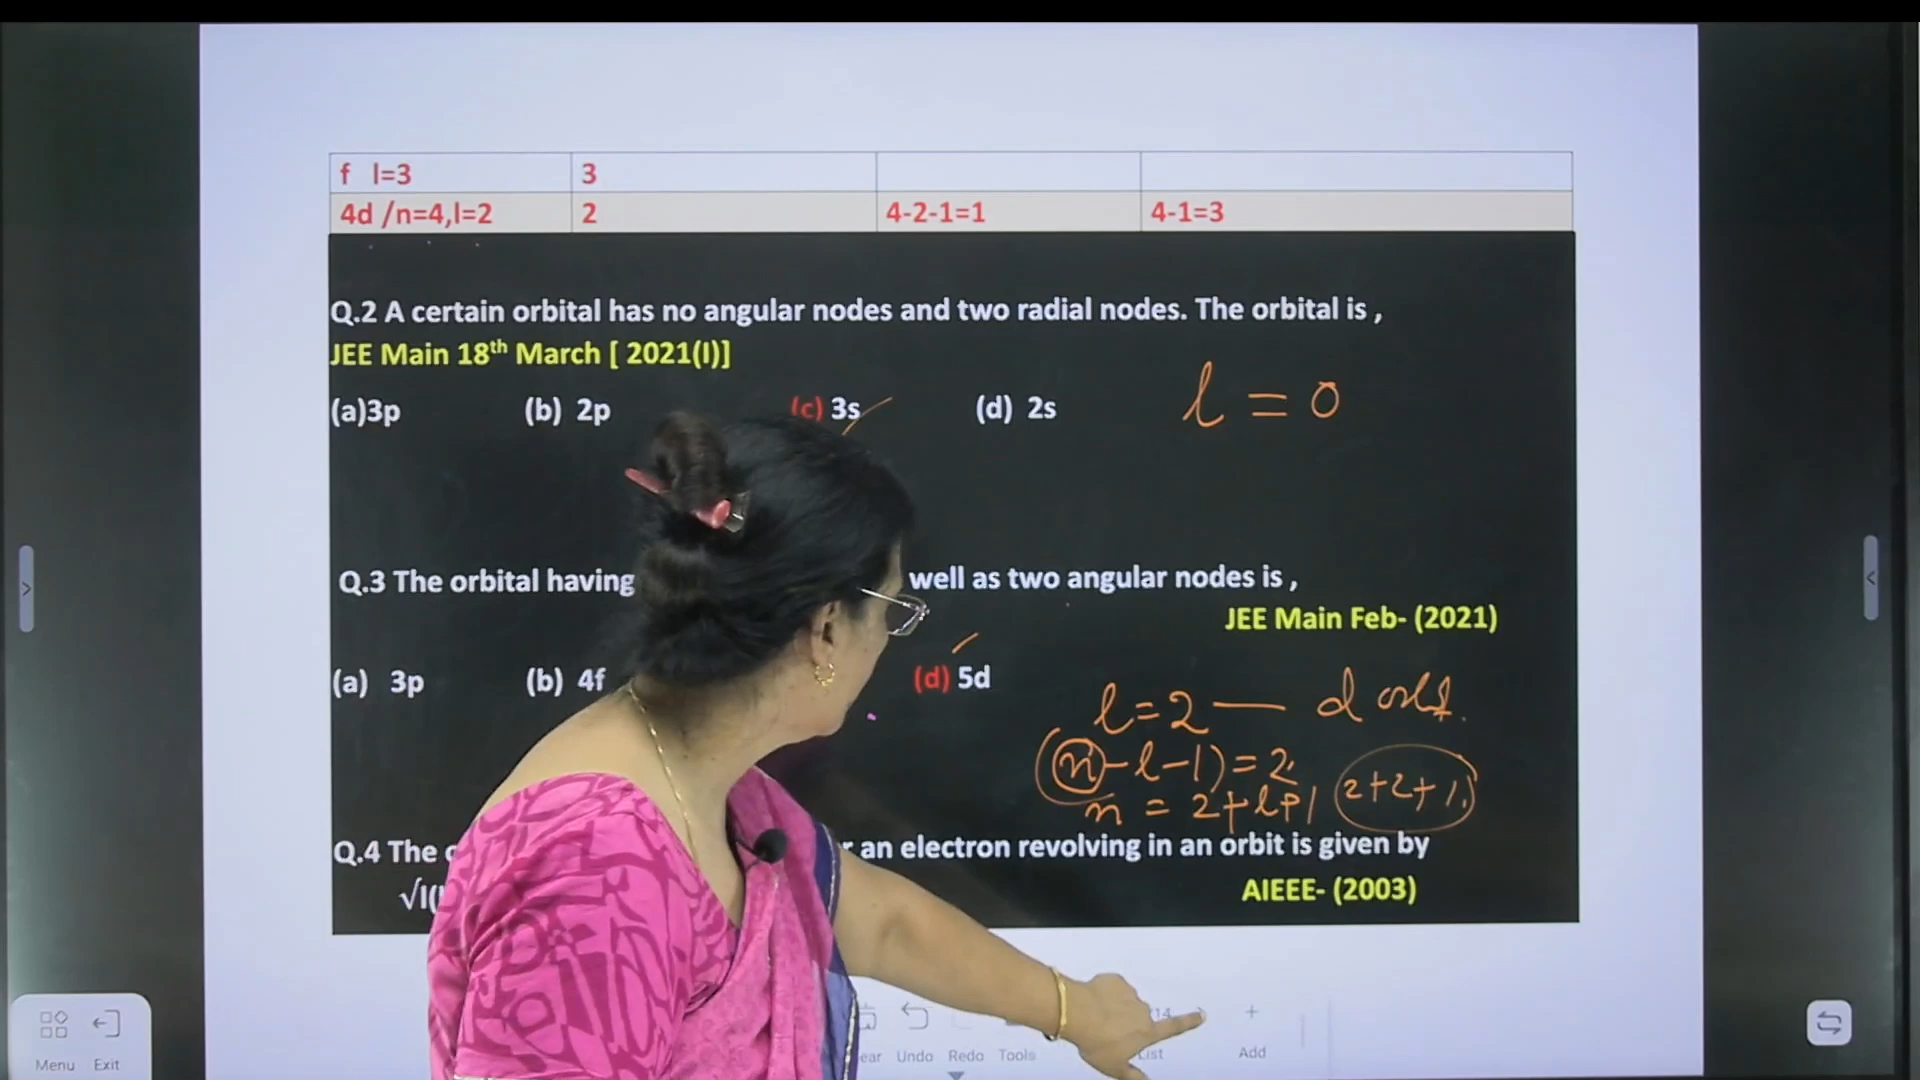 f l=3 3
4d /n=4,l=2 2 4-2-1=1 4-1=3
Q.2 A certain orbital has no angular nodes and two radial nodes. The orbital is ,
JEE Main 18th March [ 2021(I)]
(a)3p (b) 2p (c) 3s (d) 2s l = 0
Q.3 The orbital having well as two angular nodes is ,
JEE Main Feb- (2021)
(a) 3p (b) 4f (d) 5d
l=2 — d
(n-l-1)=2
n = 2+l+1 2+2+1
Q.4 The an electron revolving in an orbit is given by
√l( AIEEE- (2003)
Menu Exit Undo Redo Tools List Add